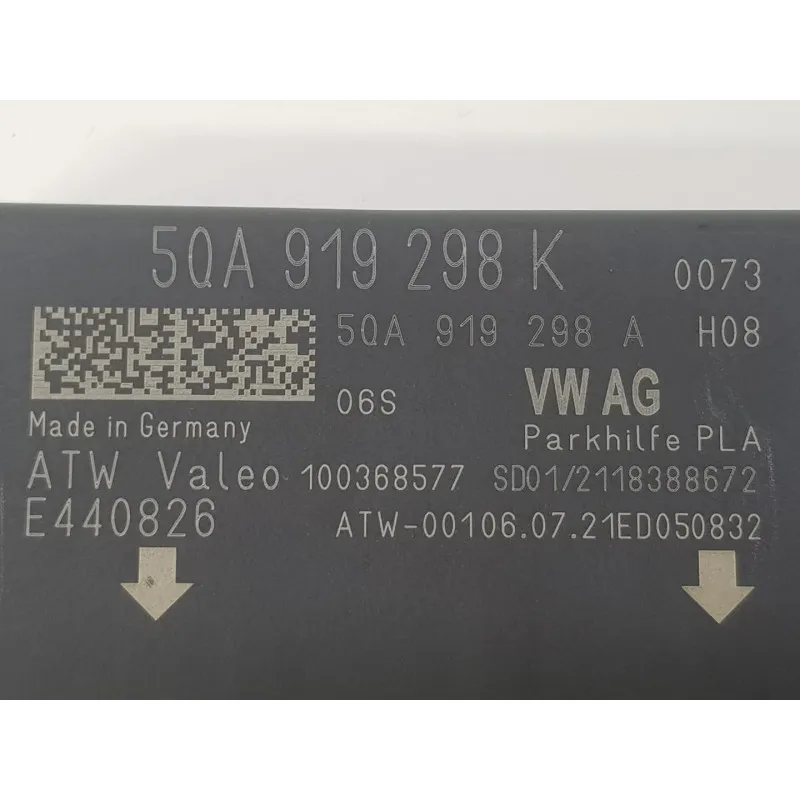 5QA 919 298 K 0073
5QA 919 298 A H08
06S VW AG
Made in Germany Parkhilfe PLA
ATW Valeo 100368577 SD01/2118388672
E440826 ATW-00106.07.21ED050832